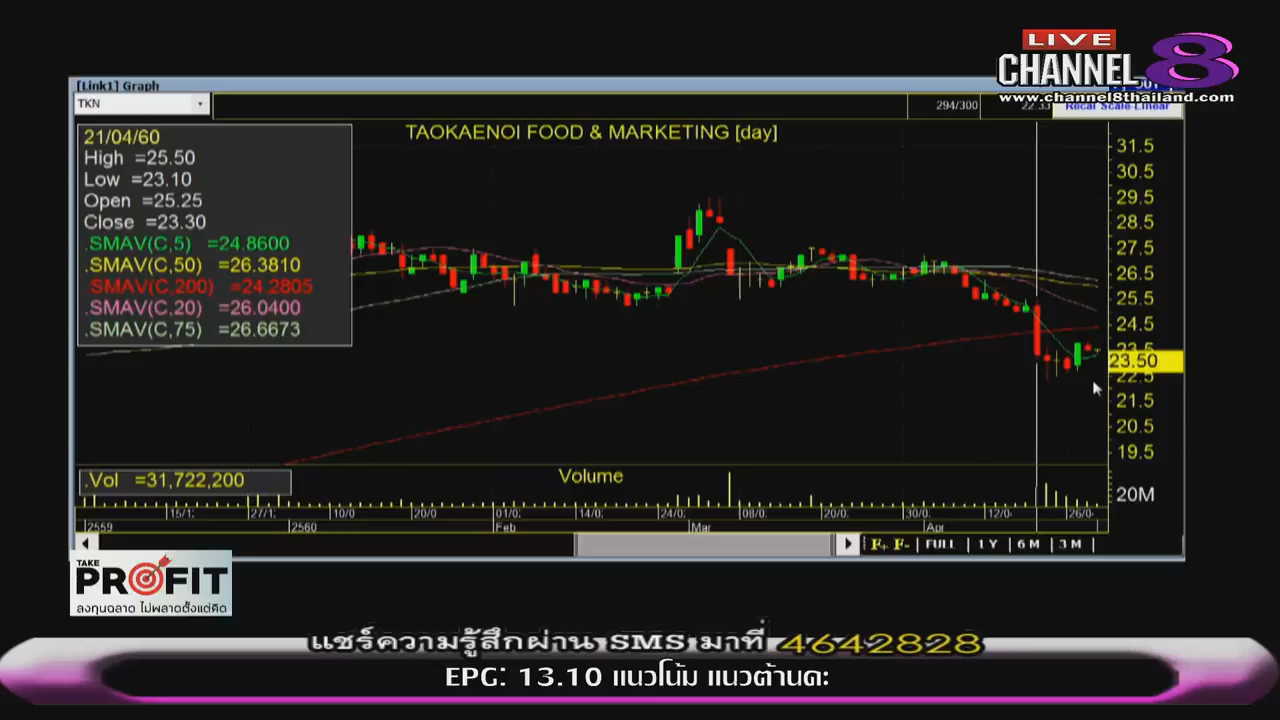 LIVE
CHANNEL 8
www.channel8thailand.com
[Link1] Graph
TKN
294/300
22.33
Recal Scale-Linear
TAOKAENOI FOOD & MARKETING [day]
21/04/60
High =25.50
Low =23.10
Open =25.25
Close =23.30
.SMAV(C,5) =24.8600
.SMAV(C,50) =26.3810
.SMAV(C,200) =24.2805
.SMAV(C,20) =26.0400
.SMAV(C,75) =26.6673
31.5
30.5
29.5
28.5
27.5
26.5
25.5
24.5
23.5
23.50
22.5
21.5
20.5
19.5
.Vol =31,722,200
Volume
20M
15/1: 27/1: 10/0 20/0 01/0: 14/0: 24/0: 08/0: 20/0: 30/0: 12/0 26/0
2559 2560 Feb Mar Apr
F+ F- FULL 1 Y 6 M 3 M
TAKE
PROFIT
ลงทุนฉลาด ไม่พลาดตั้งแต่คิด
แชร์ความรู้สึกผ่าน SMS มาที่ 4642828
EPG: 13.10 แนวโน้ม แนวต้านคะ